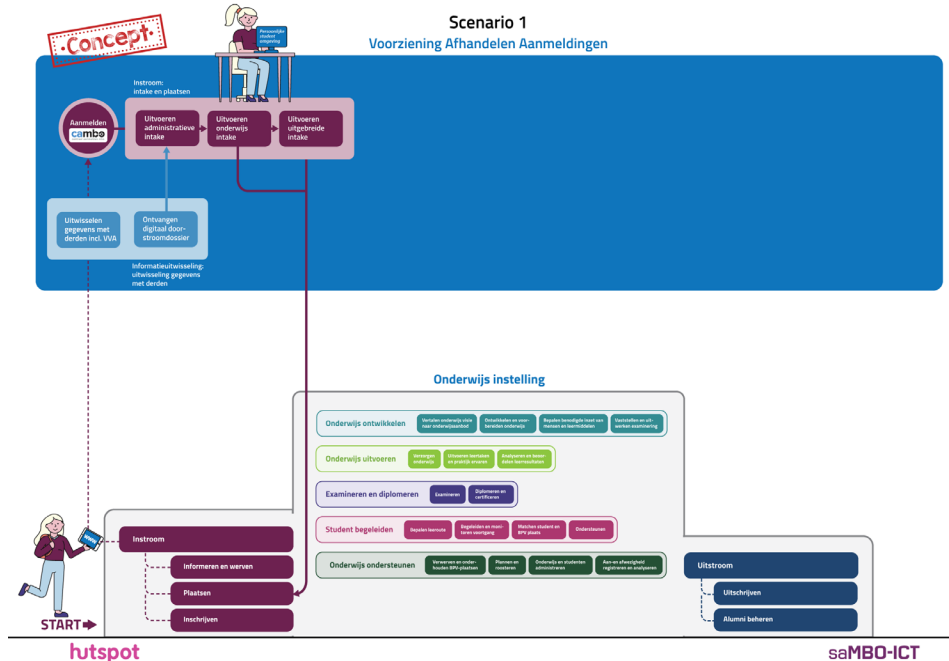 Scenario 1
Voorziening Afhandelen Aanmeldingen
·Concept·
Persoonlijke
student
omgeving
Instroom:
intake en plaatsen
Aanmelden
cambo
Uitvoeren
administratieve
intake
Uitvoeren
onderwijs
intake
Uitvoeren
uitgebreide
intake
Uitwisselen
gegevens met
derden incl. VVA
Ontvangen
digitaal door-
stroomdossier
Informatieuitwisseling:
uitwisseling gegevens
met derden
Onderwijs instelling
Onderwijs ontwikkelen
Vertalen onderwijs visie
naar onderwijsaanbod
Ontwikkelen en voor-
bereiden onderwijs
Bepalen benodigde inzet van
mensen en leermiddelen
Vaststellen en uit-
werken examinering
Onderwijs uitvoeren
Verzorgen
onderwijs
Uitvoeren leertaken
en praktijk ervaren
Analyseren en beoor-
delen leerresultaten
Examineren en diplomeren
Examineren
Diplomeren en
certificeren
Student begeleiden
Bepalen leerroute
Begeleiden en moni-
toren voortgang
Matchen student en
BPV plaats
Ondersteunen
Onderwijs ondersteunen
Verwerven en onder-
houden BPV-plaatsen
Plannen en
roosteren
Onderwijs en studenten
administreren
Aan-en afwezigheid
registreren en analyseren
www
Instroom
Informeren en werven
Plaatsen
Inschrijven
Uitstroom
Uitschrijven
Alumni beheren
START
hutspot
saMBO-ICT